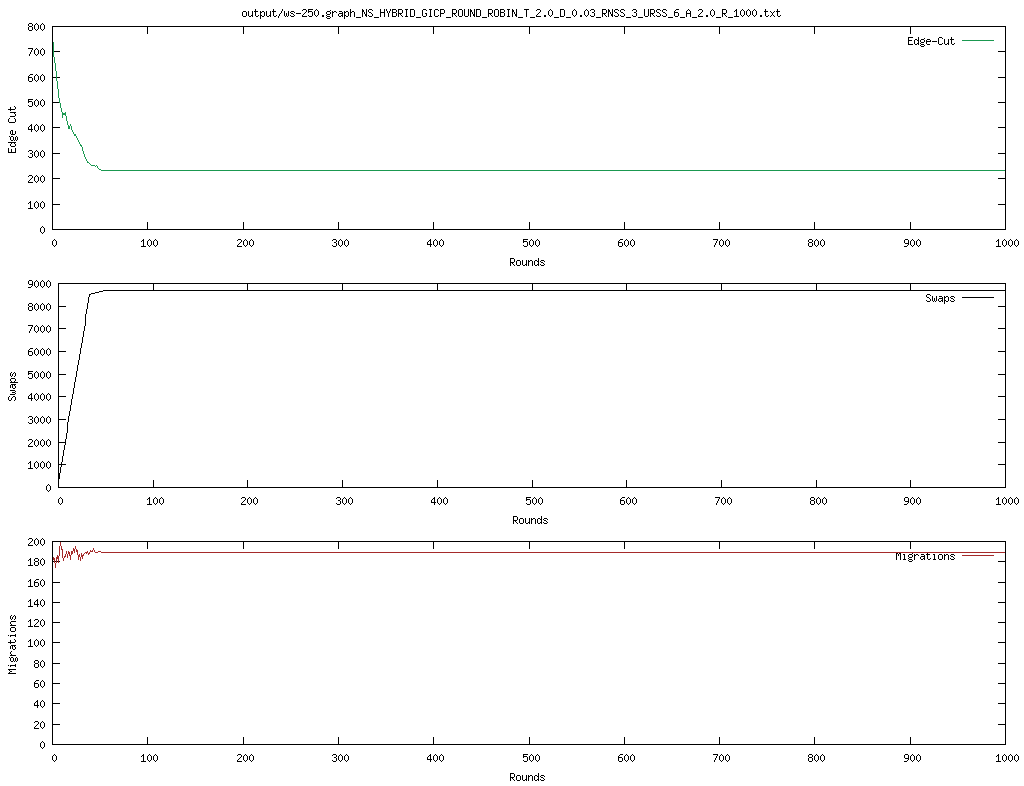 output/ws-250.graph_NS_HYBRID_GICP_ROUND_ROBIN_T_2.0_D_0.03_RNSS_3_URSS_6_A_2.0_R_1000.txt
800
700
600
500
400
300
200
100
0
Edge Cut
Edge-Cut
0 100 200 300 400 500 600 700 800 900 1000
Rounds
9000
8000
7000
6000
5000
4000
3000
2000
1000
0
Swaps
Swaps
0 100 200 300 400 500 600 700 800 900 1000
Rounds
200
180
160
140
120
100
80
60
40
20
0
Migrations
Migrations
0 100 200 300 400 500 600 700 800 900 1000
Rounds